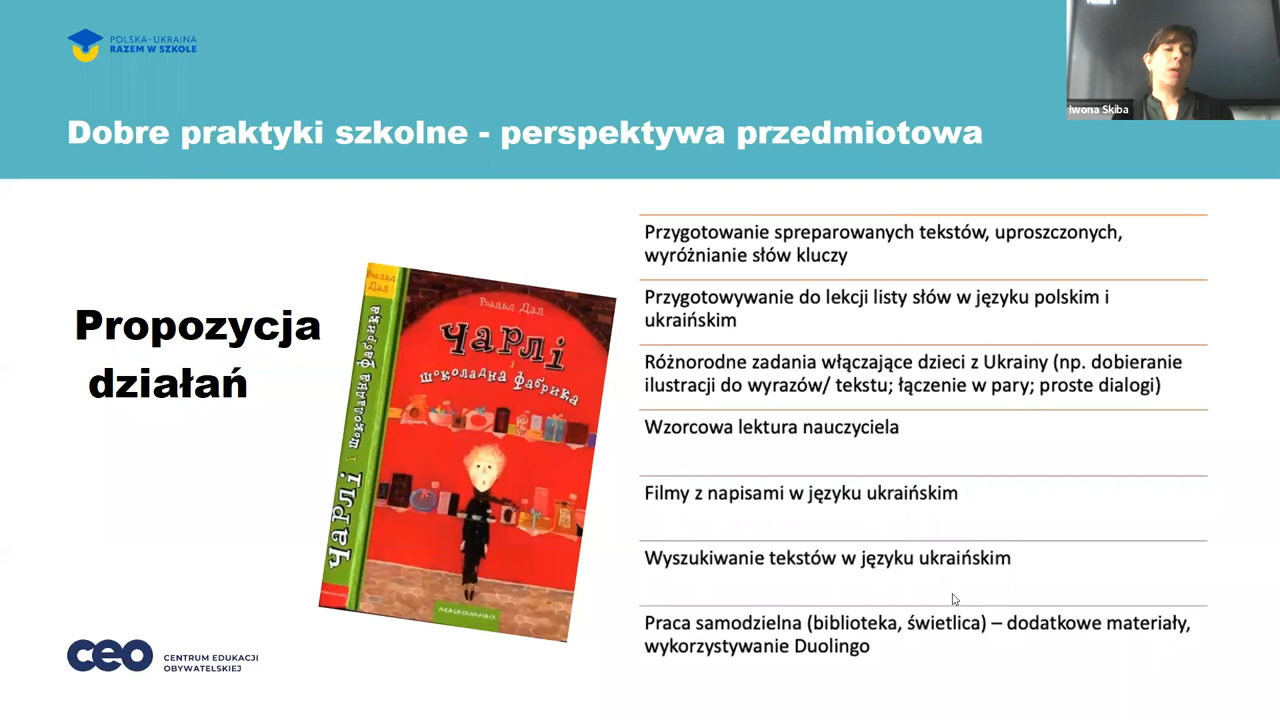 POLSKA-UKRAINA
RAZEM W SZKOLE
Iwona Skiba
Dobre praktyki szkolne - perspektywa przedmiotowa
Propozycja
działań
Роалд
Дал
Чарлі і шоколадна фабрика
Роальд Дал
Чарлі
і
шоколадна фабрика
Przygotowanie spreparowanych tekstów, uproszczonych,
wyróżnianie słów kluczy
Przygotowywanie do lekcji listy słów w języku polskim i
ukraińskim
Różnorodne zadania włączające dzieci z Ukrainy (np. dobieranie
ilustracji do wyrazów/ tekstu; łączenie w pary; proste dialogi)
Wzorcowa lektura nauczyciela
Filmy z napisami w języku ukraińskim
Wyszukiwanie tekstów w języku ukraińskim
Praca samodzielna (biblioteka, świetlica) – dodatkowe materiały,
wykorzystywanie Duolingo
ceo
CENTRUM EDUKACJI
OBYWATELSKIEJ